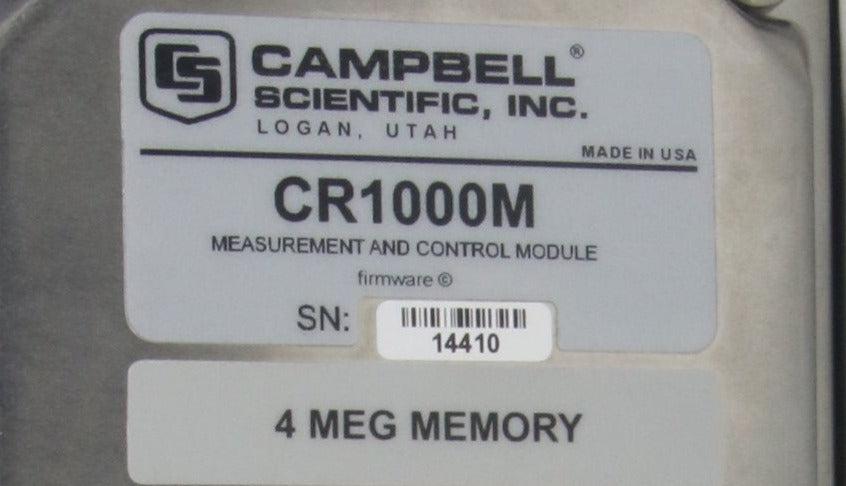 CS
CAMPBELL®
SCIENTIFIC, INC.
LOGAN, UTAH
MADE IN USA
CR1000M
MEASUREMENT AND CONTROL MODULE
firmware ©
SN:
14410
4 MEG MEMORY